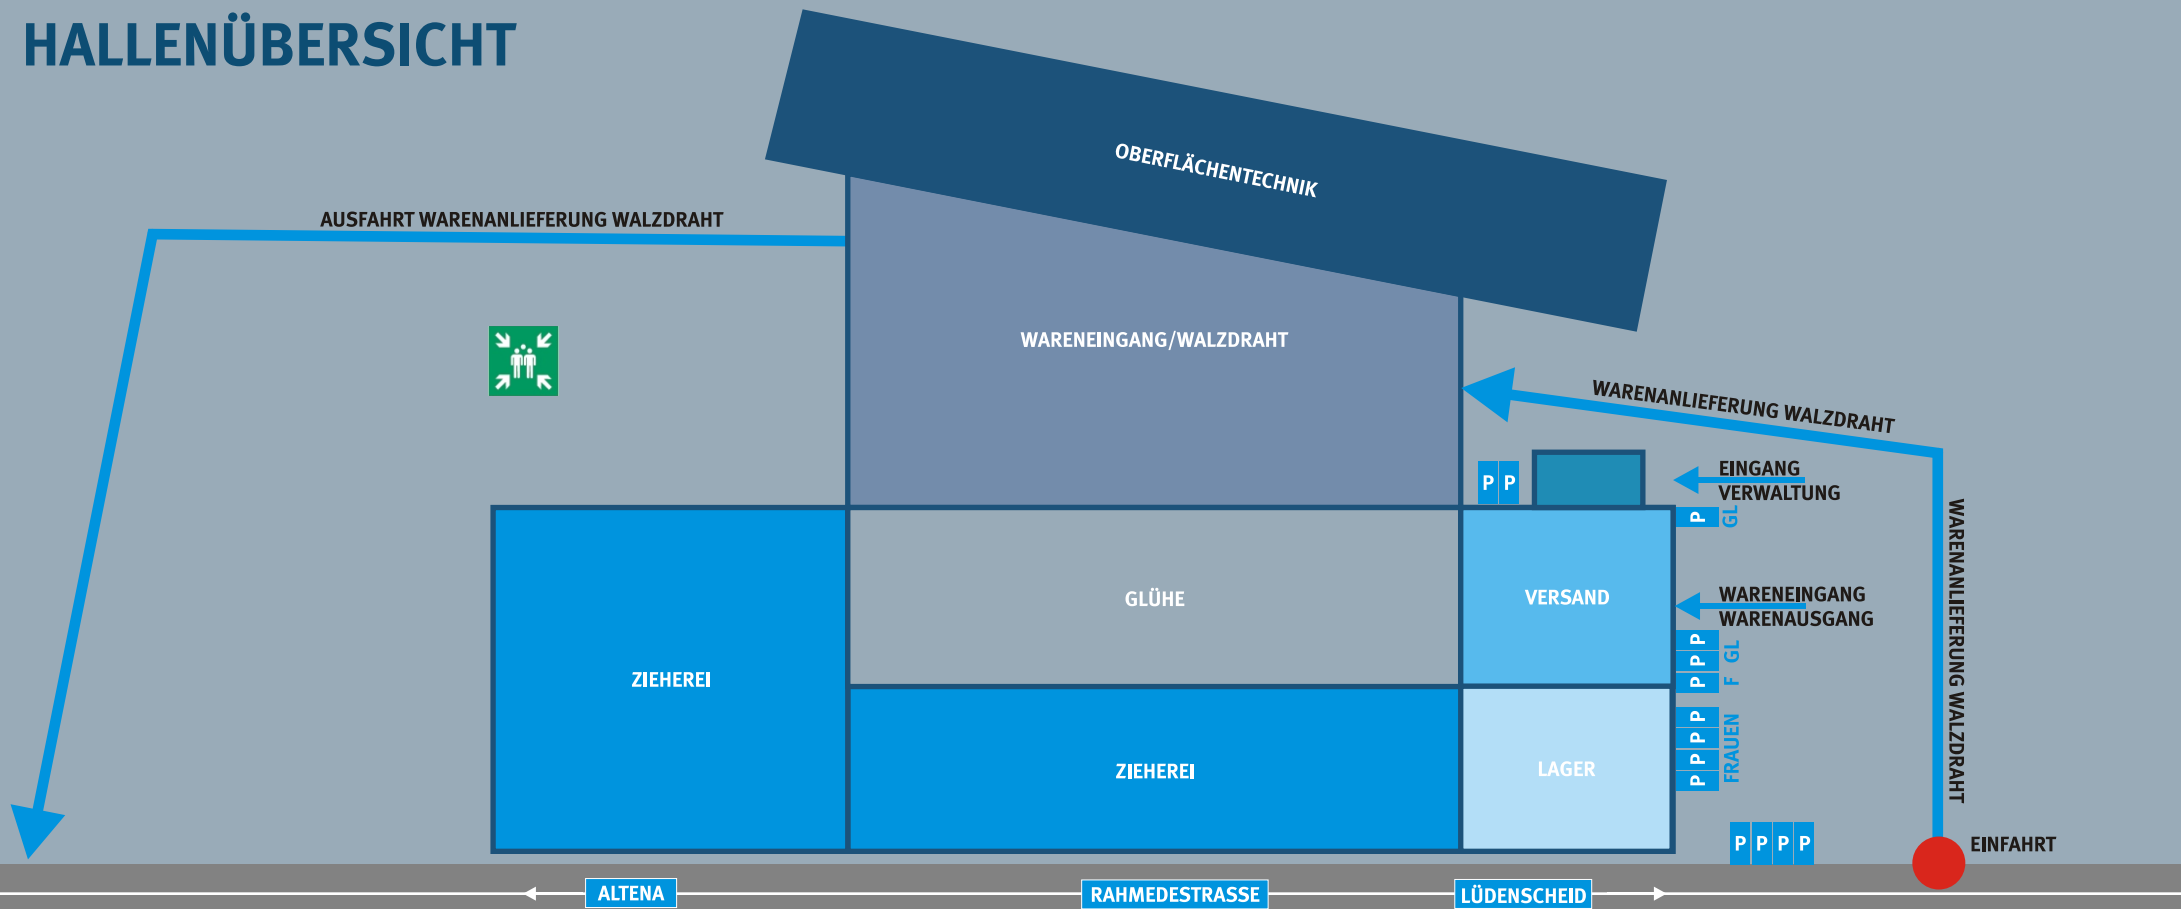 HALLENÜBERSICHT
OBERFLÄCHENTECHNIK
AUSFAHRT WARENANLIEFERUNG WALZDRAHT
WARENEINGANG/WALZDRAHT
WARENANLIEFERUNG WALZDRAHT
P P
EINGANG
VERWALTUNG
P GL
WARENANLIEFERUNG WALZDRAHT
GLÜHE
VERSAND
WARENEINGANG
WARENAUSGANG
P
P
P
GL
F
ZIEHEREI
ZIEHEREI
LAGER
P
P
P
P
FRAUEN
P P P P
EINFAHRT
ALTENA
RAHMEDESTRASSE
LÜDENSCHEID